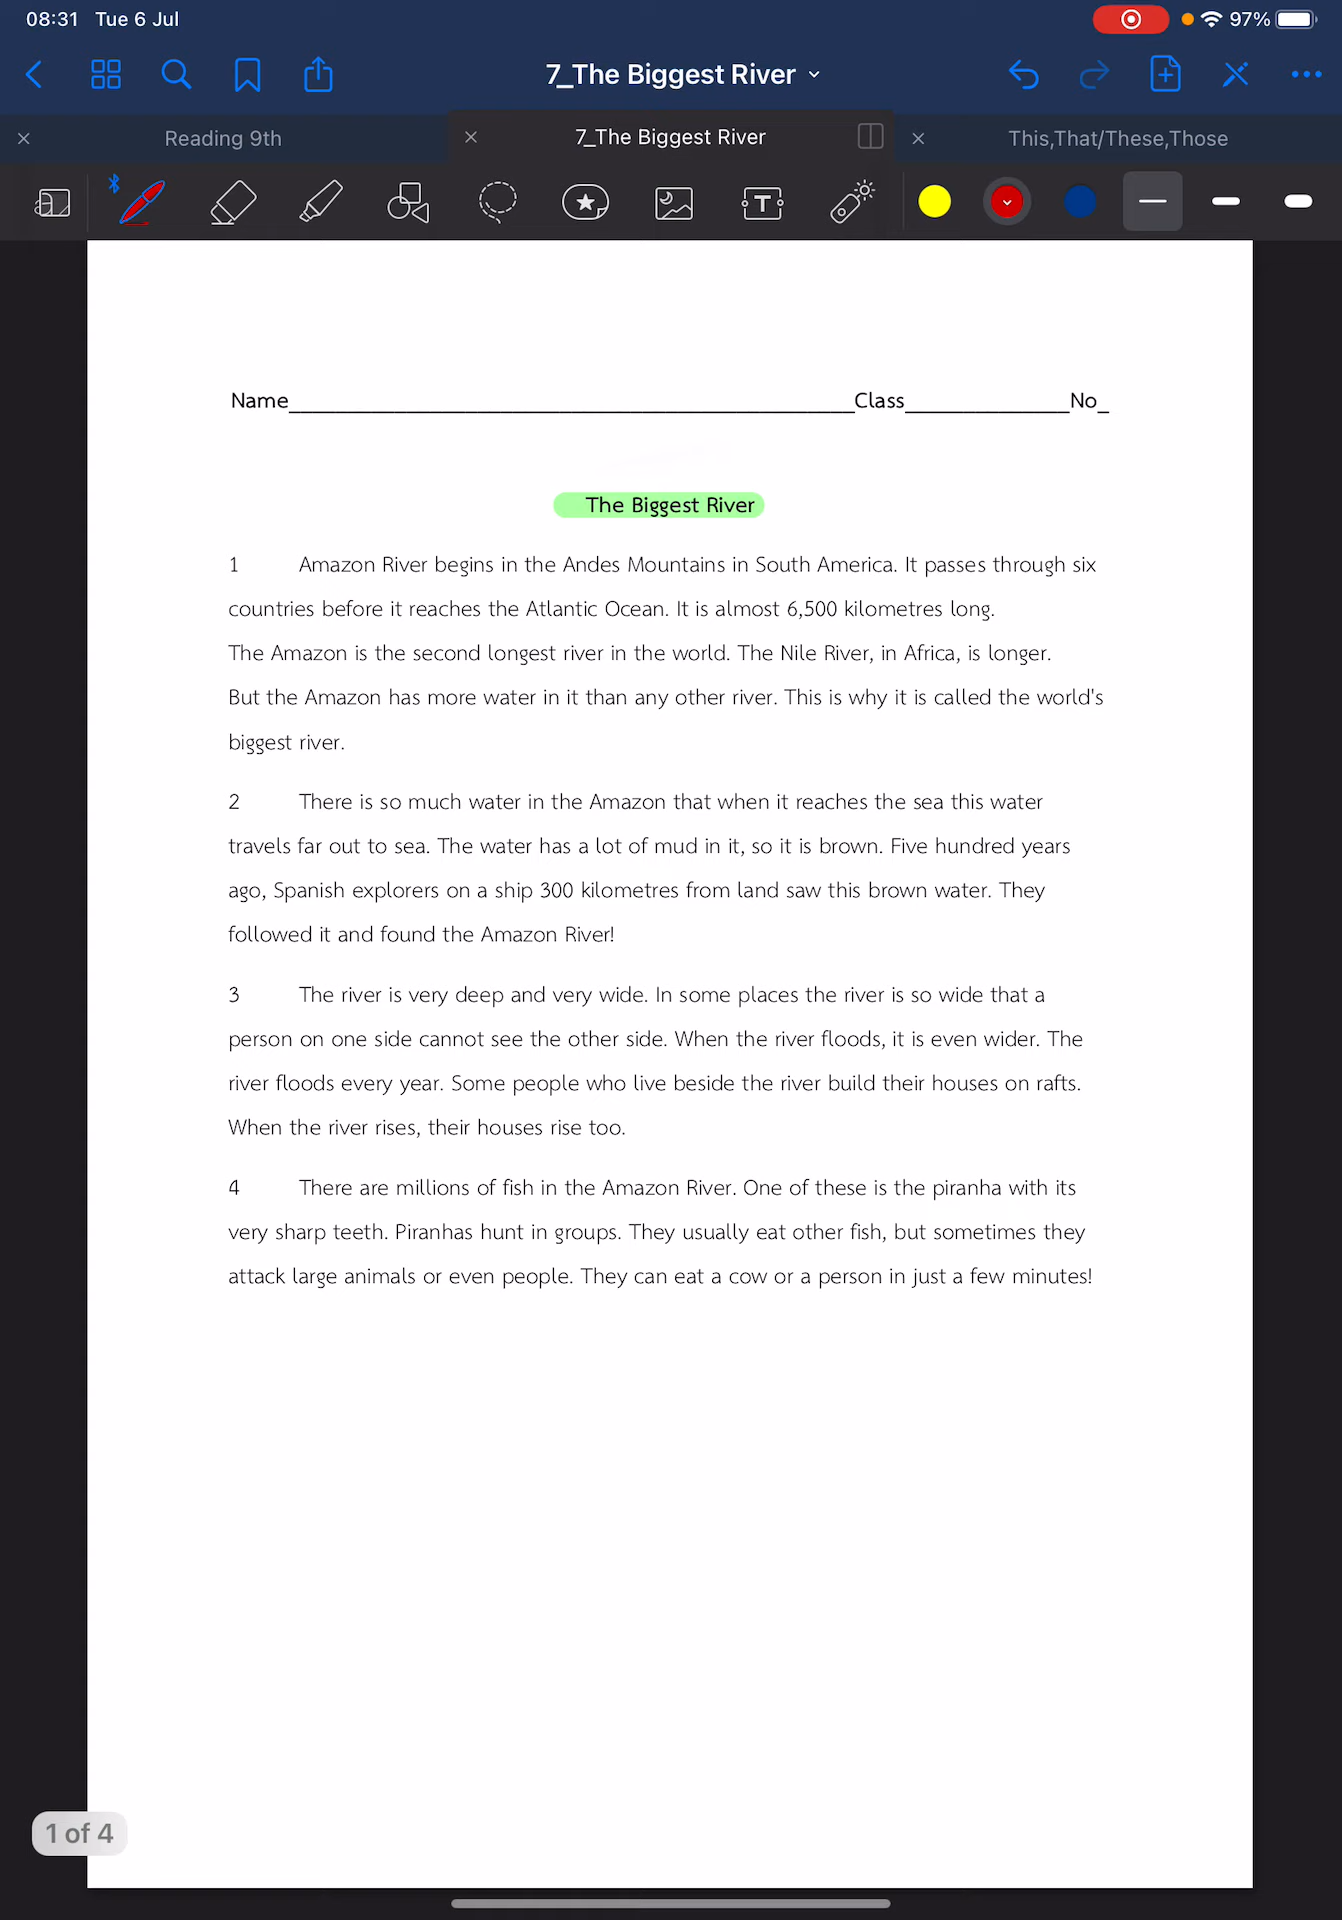 08:31 Tue 6 Jul 97%
7_The Biggest River
Reading 9th 7_The Biggest River This,That/These,Those
Name____________________Class__________No_
The Biggest River
1 Amazon River begins in the Andes Mountains in South America. It passes through six
countries before it reaches the Atlantic Ocean. It is almost 6,500 kilometres long.
The Amazon is the second longest river in the world. The Nile River, in Africa, is longer.
But the Amazon has more water in it than any other river. This is why it is called the world's
biggest river.
2 There is so much water in the Amazon that when it reaches the sea this water
travels far out to sea. The water has a lot of mud in it, so it is brown. Five hundred years
ago, Spanish explorers on a ship 300 kilometres from land saw this brown water. They
followed it and found the Amazon River!
3 The river is very deep and very wide. In some places the river is so wide that a
person on one side cannot see the other side. When the river floods, it is even wider. The
river floods every year. Some people who live beside the river build their houses on rafts.
When the river rises, their houses rise too.
4 There are millions of fish in the Amazon River. One of these is the piranha with its
very sharp teeth. Piranhas hunt in groups. They usually eat other fish, but sometimes they
attack large animals or even people. They can eat a cow or a person in just a few minutes!
1 of 4